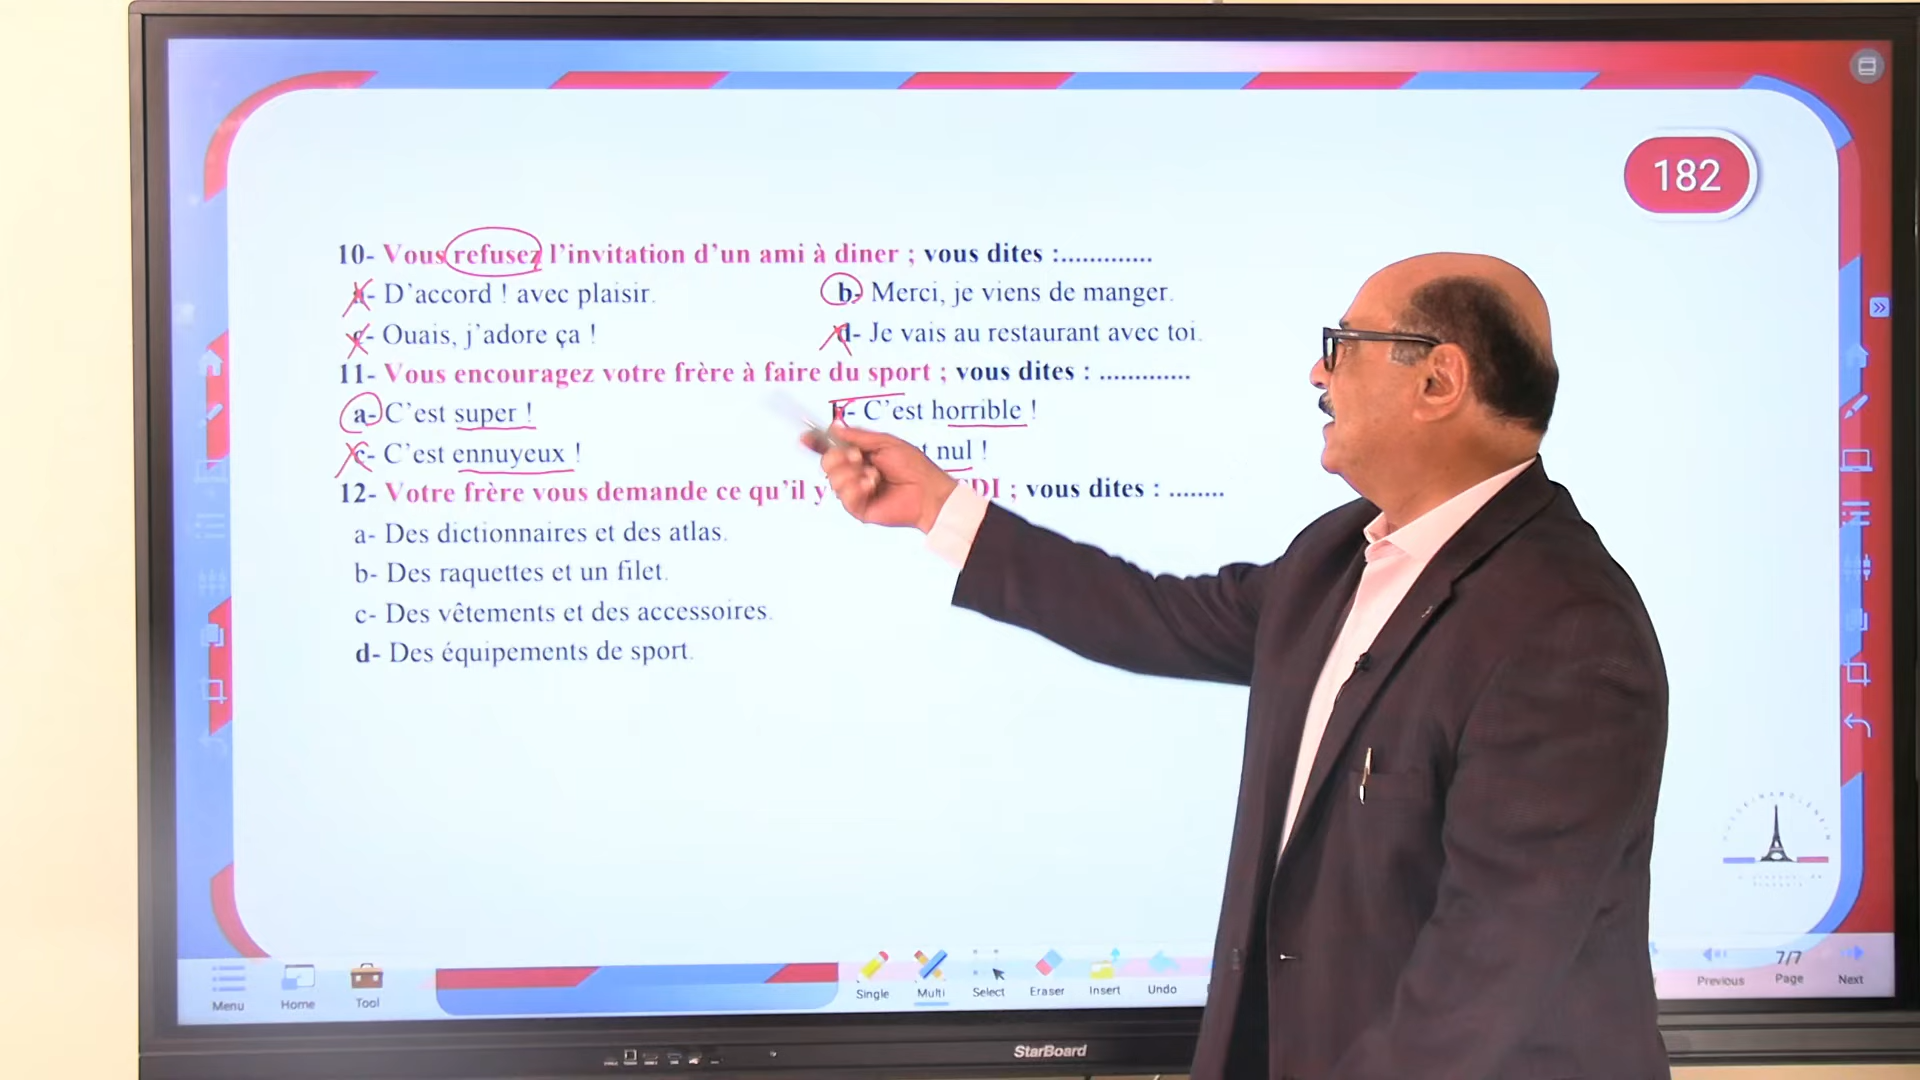 182
10- Vous refusez l’invitation d’un ami à diner ; vous dites :.............
a- D’accord ! avec plaisir. b- Merci, je viens de manger.
c- Ouais, j’adore ça ! d- Je vais au restaurant avec toi.
11- Vous encouragez votre frère à faire du sport ; vous dites : .............
a- C’est super ! b- C’est horrible !
c- C’est ennuyeux ! nul !
12- Votre frère vous demande ce qu’il y CDI ; vous dites : ........
a- Des dictionnaires et des atlas.
b- Des raquettes et un filet.
c- Des vêtements et des accessoires.
d- Des équipements de sport.
Menu Home Tool Single Multi Select Eraser Insert Undo Previous 7/7 Page Next
StarBoard